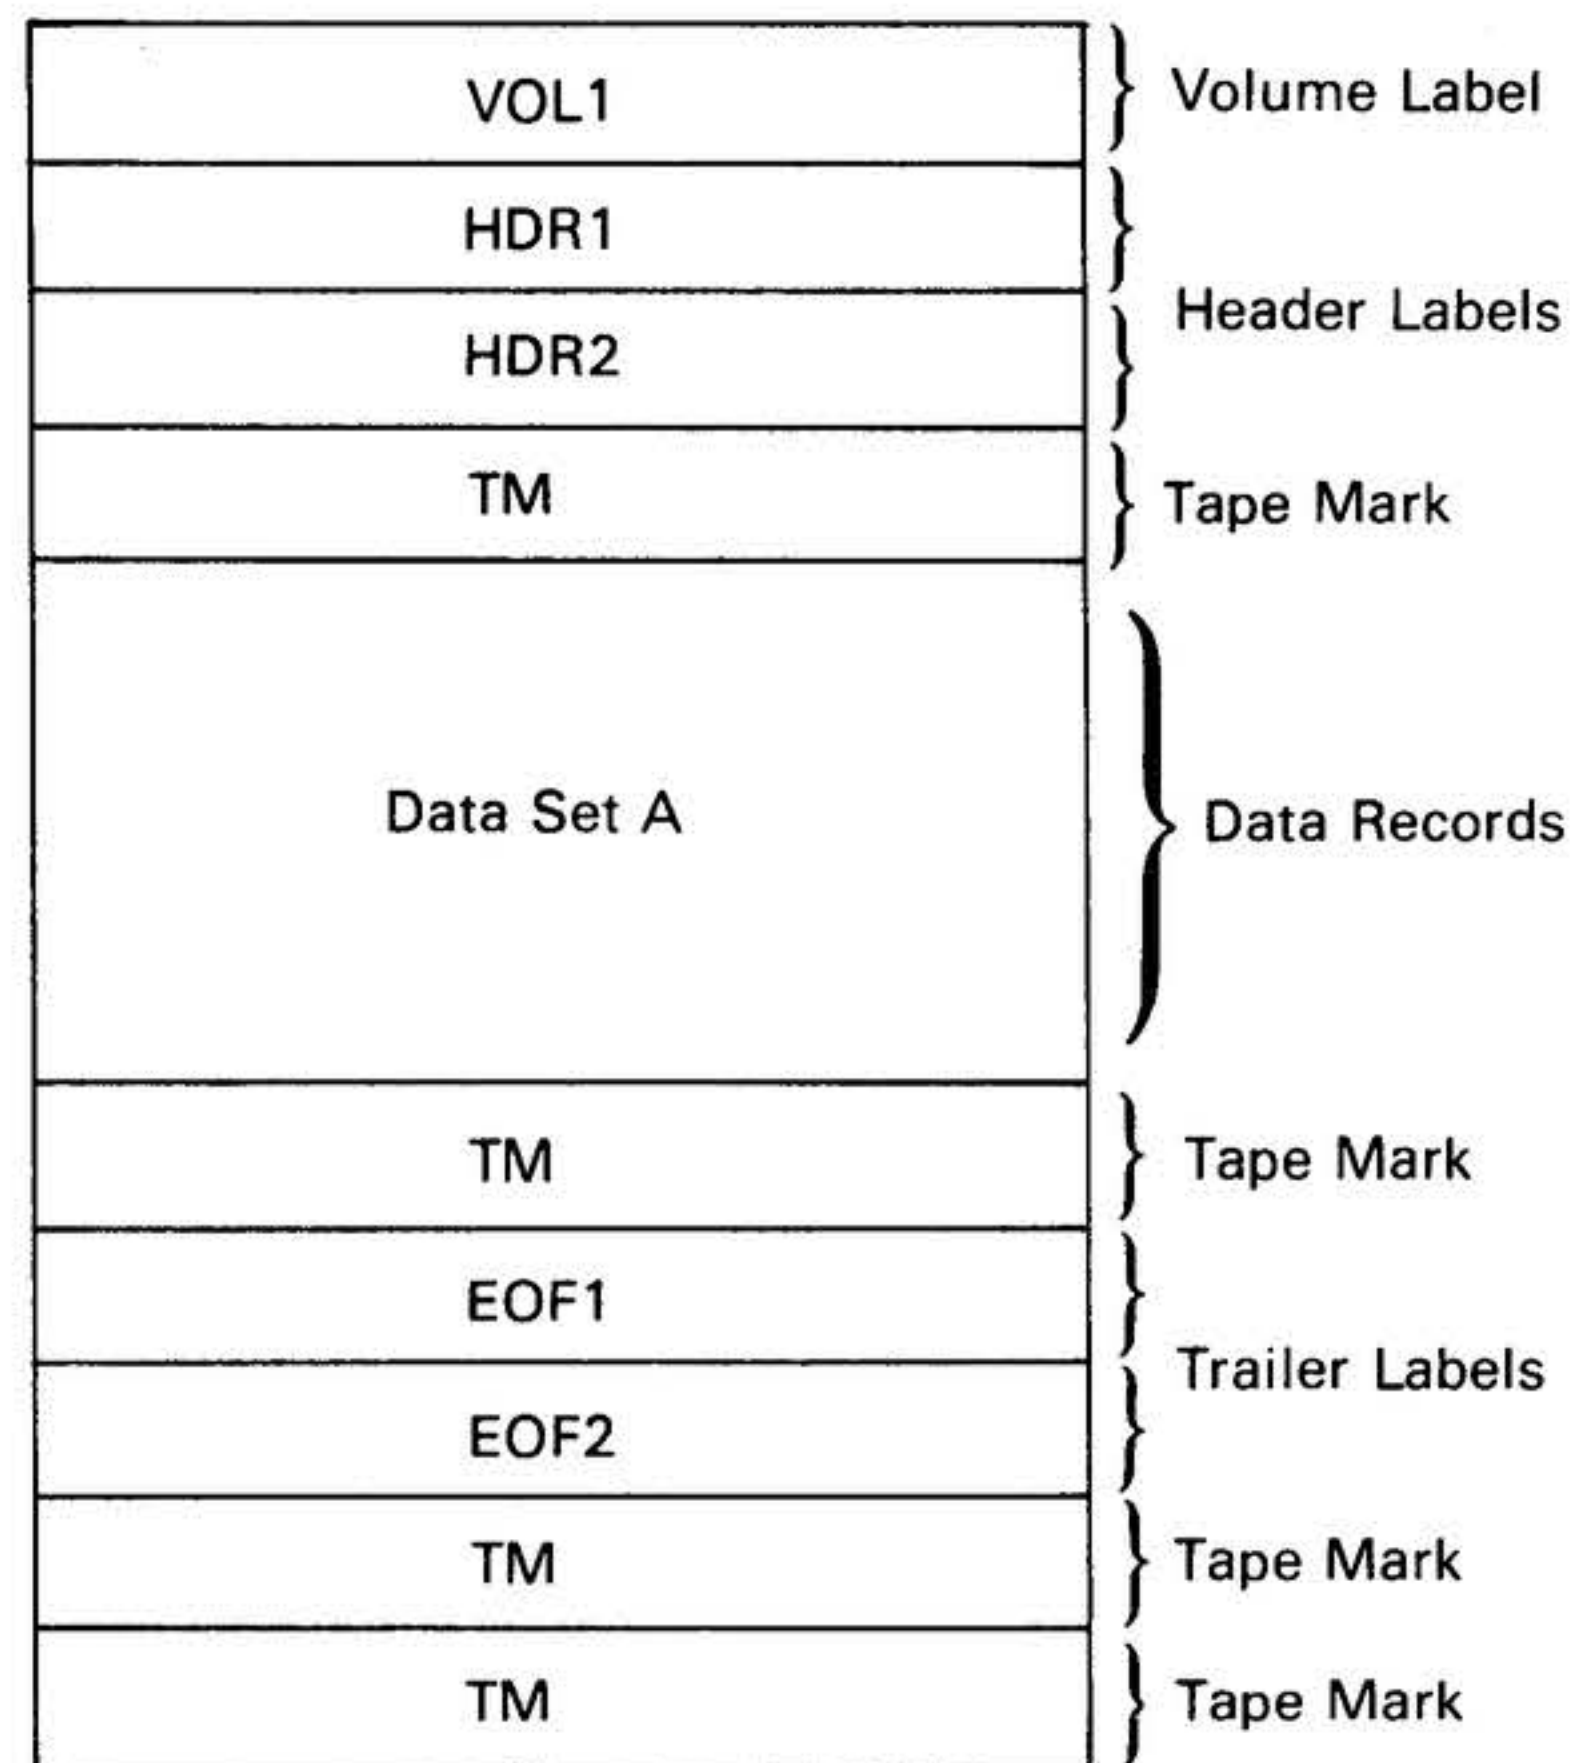 VOL1 Volume Label
HDR1
Header Labels
HDR2
TM Tape Mark
Data Set A Data Records
TM Tape Mark
EOF1
Trailer Labels
EOF2
TM Tape Mark
TM Tape Mark